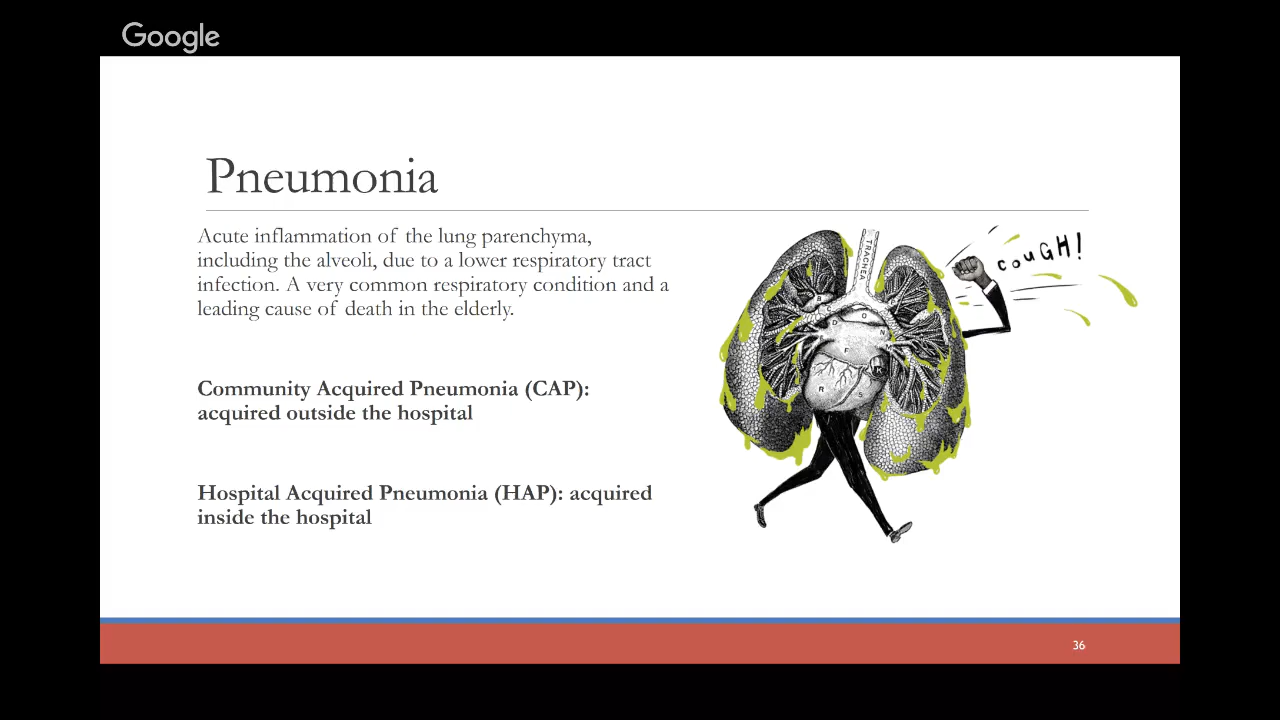 Google
Pneumonia
Acute inflammation of the lung parenchyma,
including the alveoli, due to a lower respiratory tract
infection. A very common respiratory condition and a
leading cause of death in the elderly.
Community Acquired Pneumonia (CAP):
acquired outside the hospital
Hospital Acquired Pneumonia (HAP): acquired
inside the hospital
TRACHEA
COUGH!
B
D
O
N
F
K
R
S
36